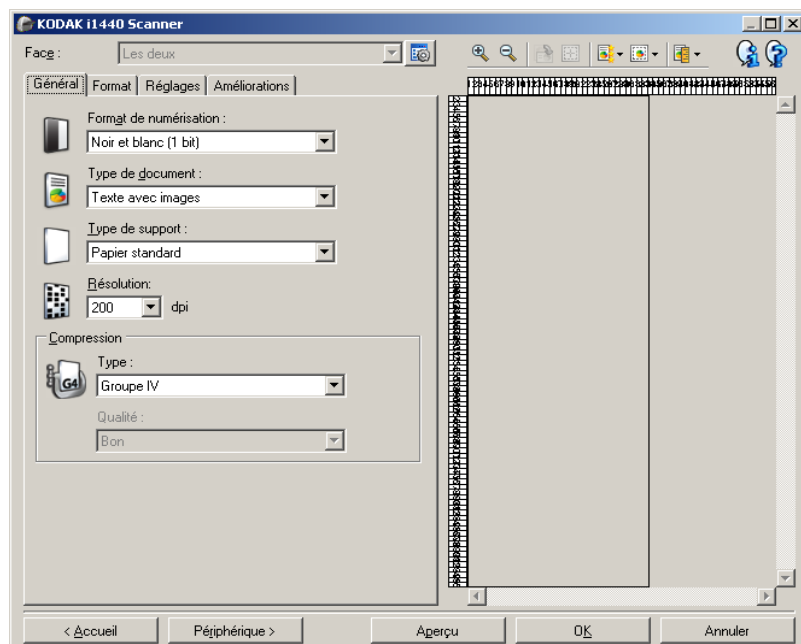 KODAK i1440 Scanner
Face :
Les deux
Général Format Réglages Améliorations
Format de numérisation :
Noir et blanc (1 bit)
Type de document :
Texte avec images
Type de support :
Papier standard
Résolution:
200 dpi
Compression
Type :
G4
Groupe IV
Qualité :
Bon
< Accueil Périphérique > Aperçu OK Annuler